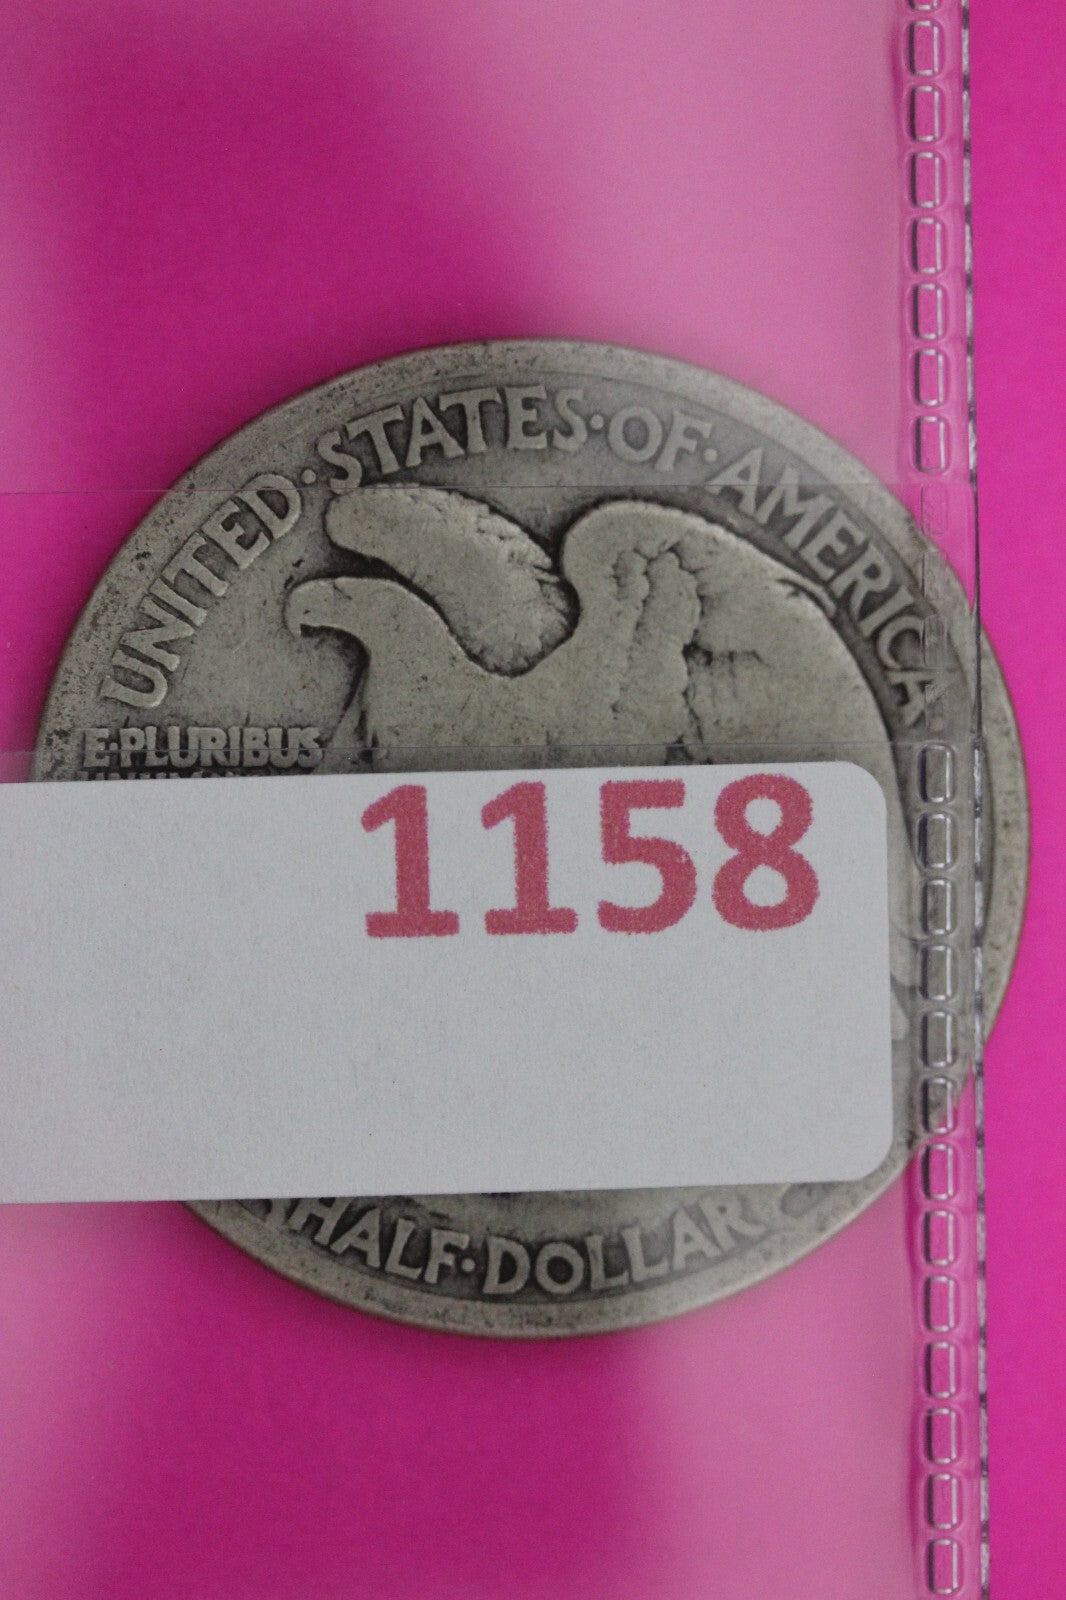 UNITED·STATES·OF·AMERICA
E·PLURIBUS
1158
HALF·DOLLAR